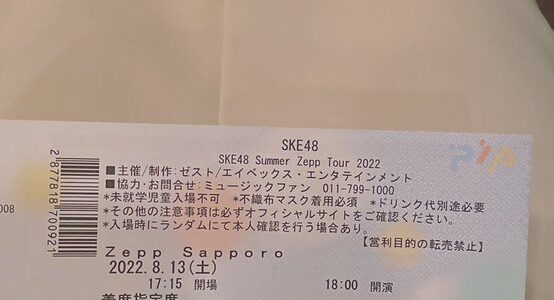 SKE48
SKE48 Summer Zepp Tour 2022
PIA
■主催/制作:ゼスト/エイベックス・エンタテインメント
■協力・お問合せ:ミュージックファン 011-799-1000
*未就学児童入場不可 *不織布マスク着用必須 *ドリンク代別途必要
*その他の注意事項は必ずオフィシャルサイトをご確認ください。
*入場時にランダムにて本人確認を行う場合あり。
【営利目的の転売禁止】
Zepp Sapporo
2022. 8.13(土)
17:15 開場 18:00 開演
2877818700921
008